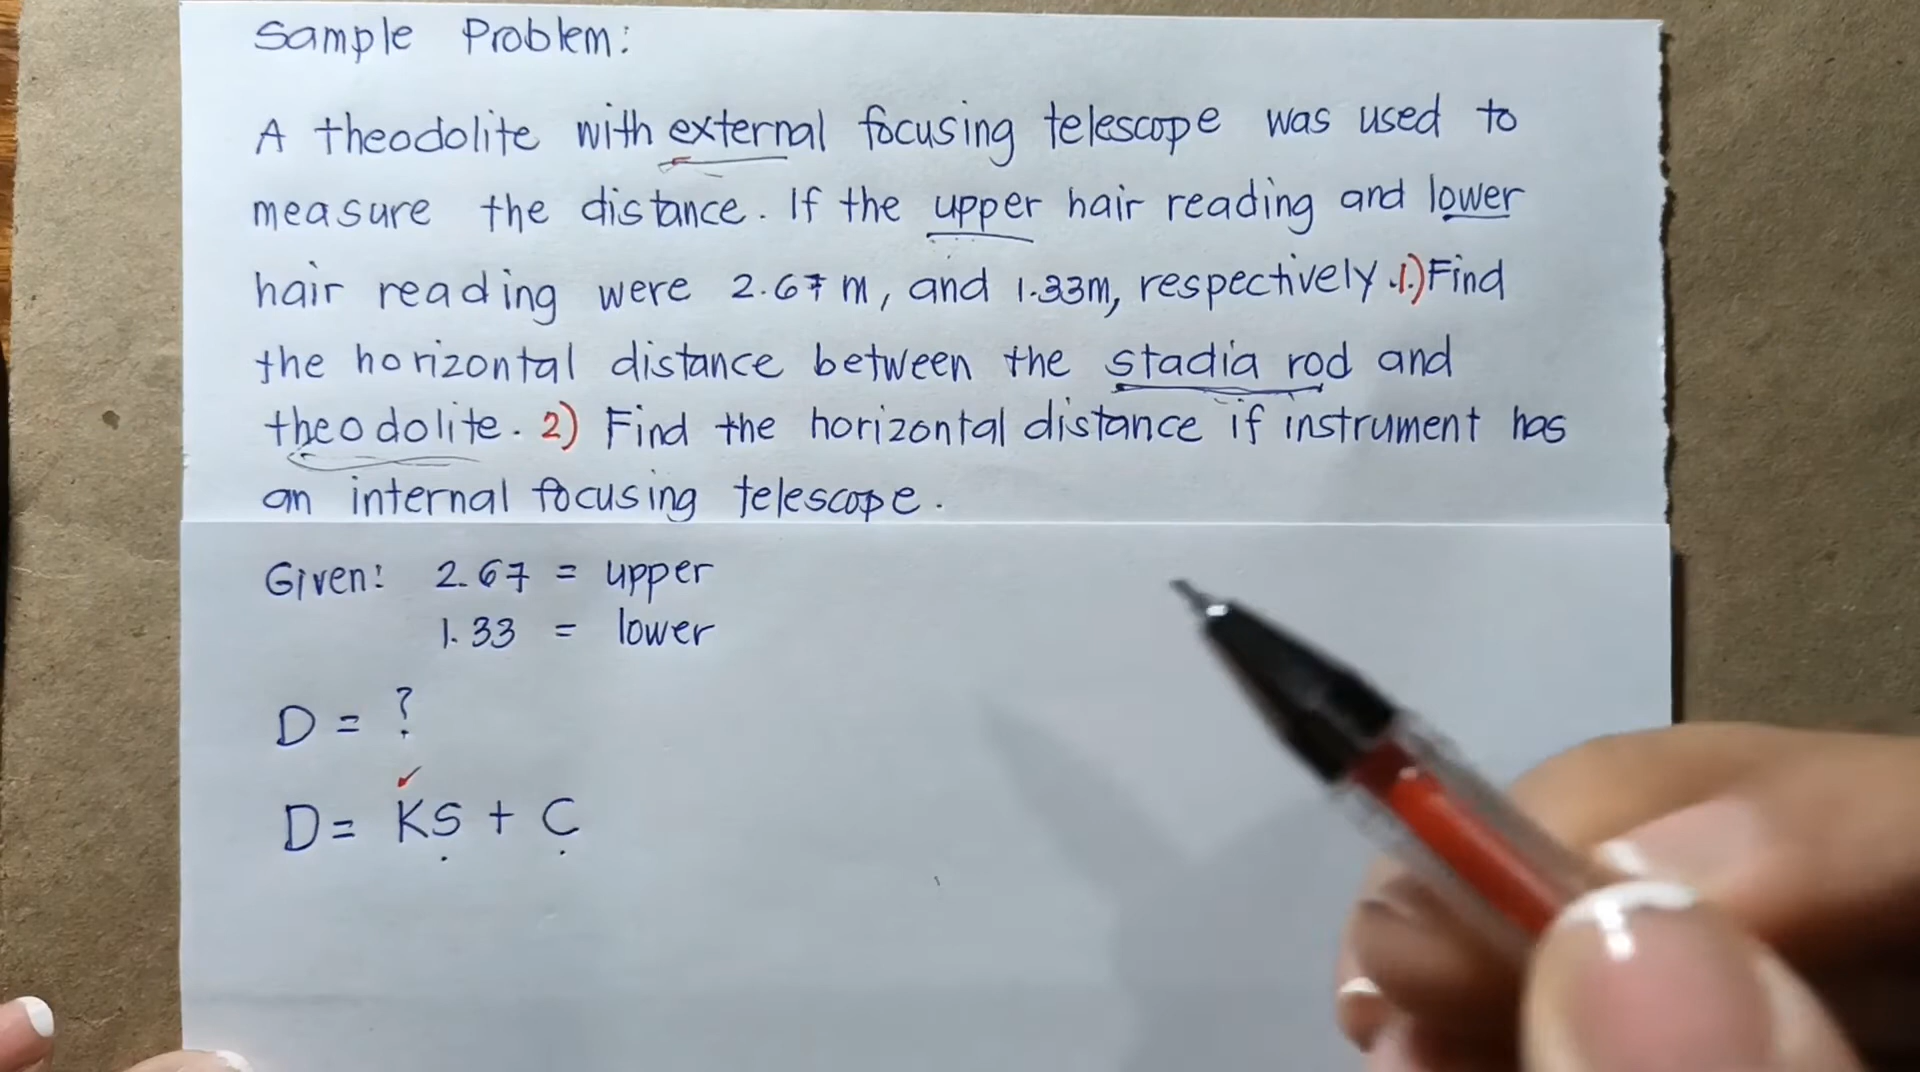 Sample Problem:
A theodolite with external focusing telescope was used to
measure the distance. If the upper hair reading and lower
hair reading were 2.67 m, and 1.33m, respectively. 1.) Find
the horizontal distance between the stadia rod and
theodolite. 2) Find the horizontal distance if instrument has
an internal focusing telescope.
Given: 2.67 = upper
1.33 = lower
D = ?
D = KS + C